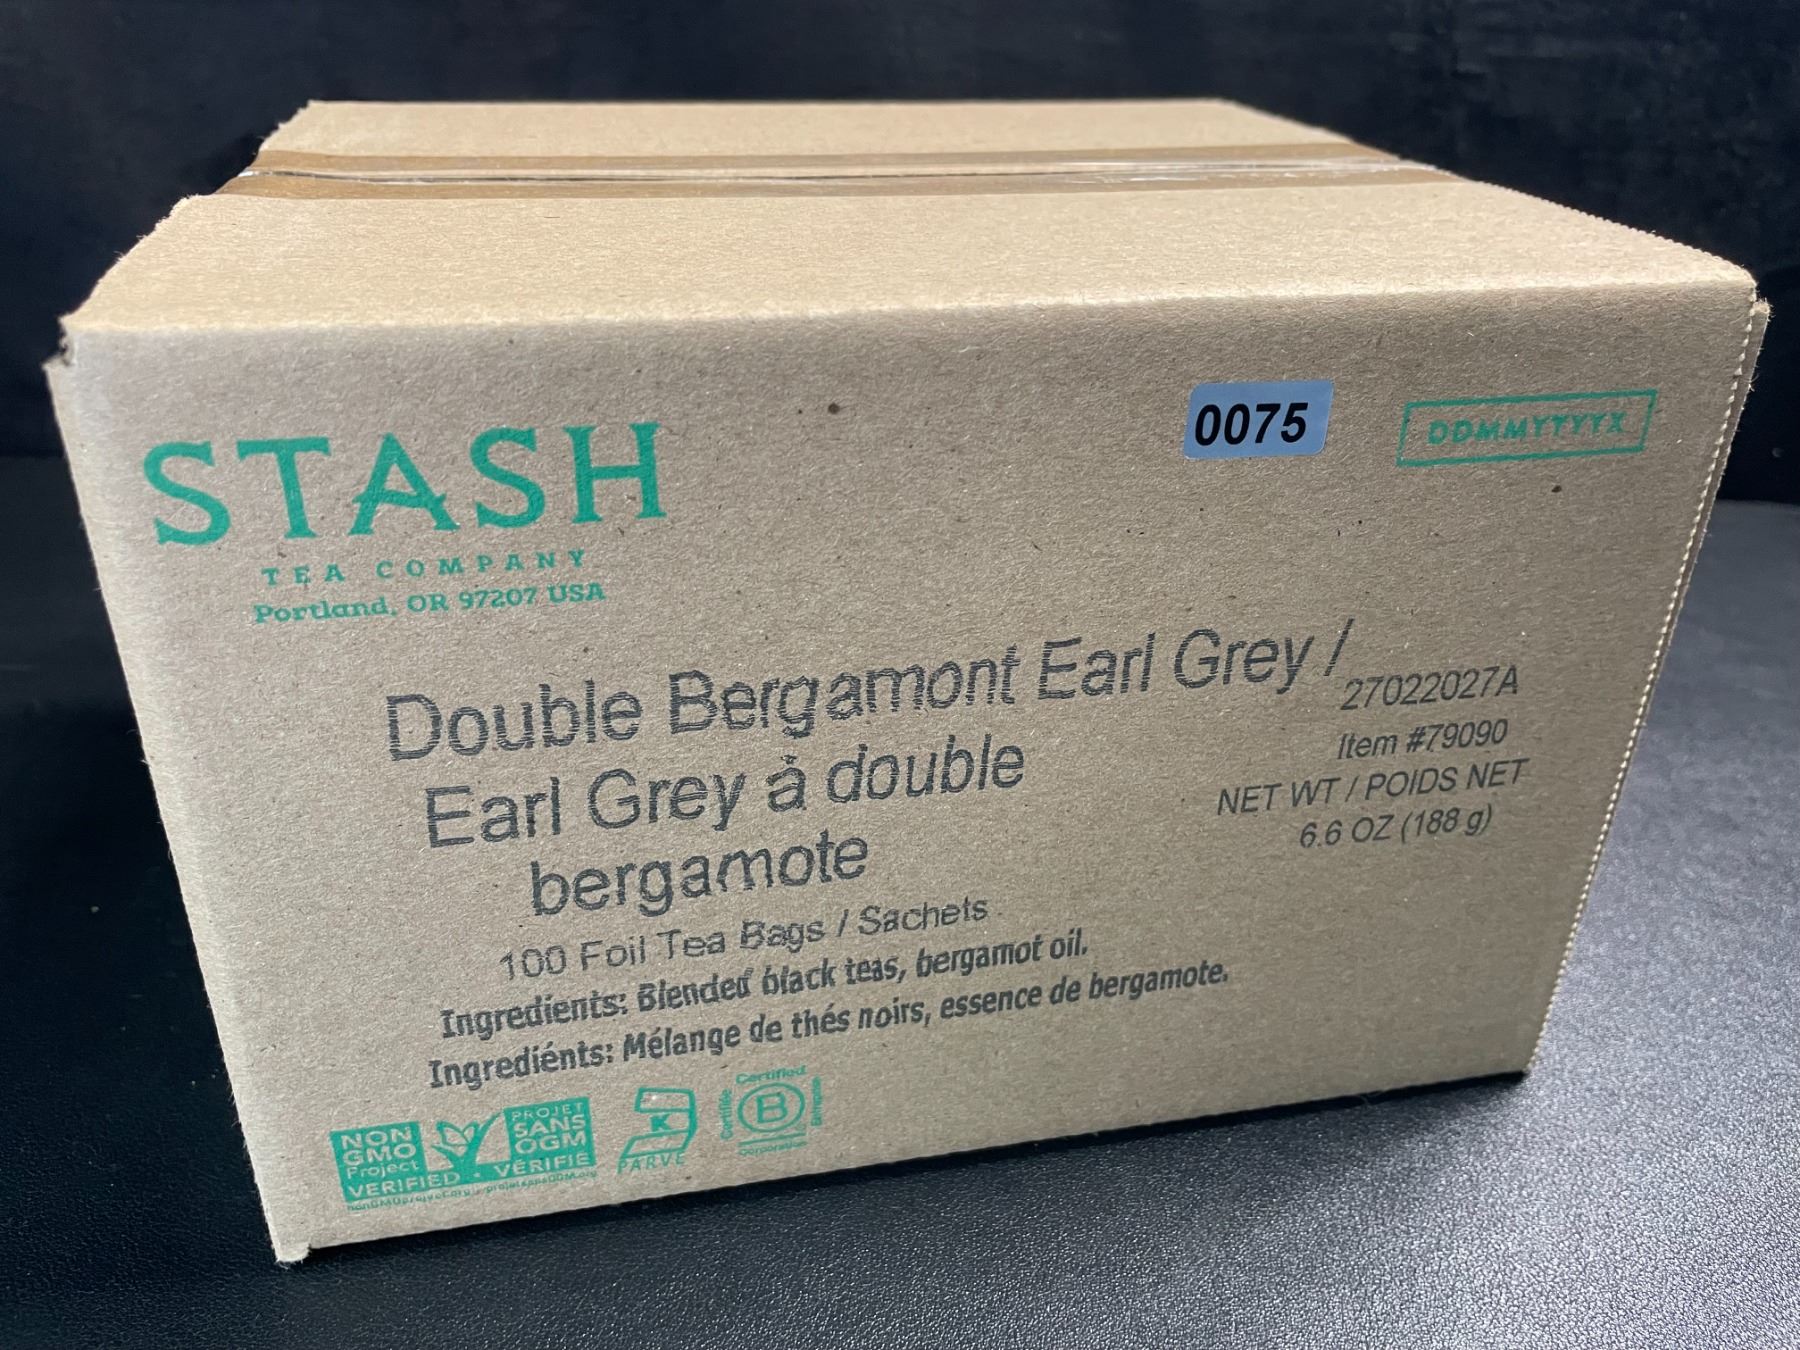 0075
DDMMYYYYX
STASH
TEA COMPANY
Portland, OR 97207 USA
Double Bergamont Earl Grey /
Earl Grey à double
bergamote
27022027A
Item #79090
NET WT / POIDS NET
6.6 OZ (188 g)
100 Foil Tea Bags / Sachets
Ingredients: Blended black teas, bergamot oil.
Ingrediénts: Mélange de thés noirs, essence de bergamote.
NON
GMO
Project
VERIFIED
PROJET
SANS
OGM
VÉRIFIÉ
K
PARVE
Certified
B
Corporation